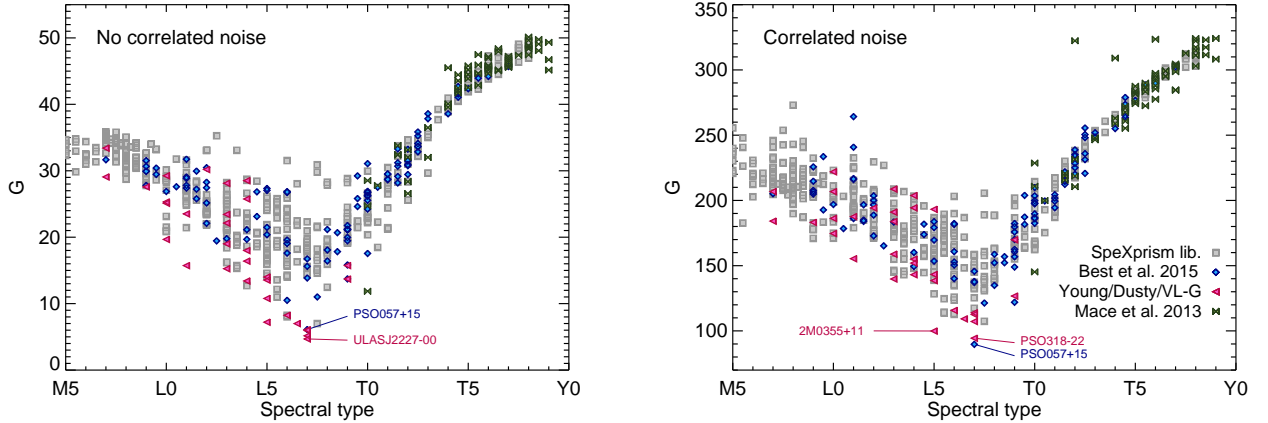 No correlated noise
50
40
30
20
10
0
G
PSO057+15
ULASJ2227-00
M5 L0 L5 T0 T5 Y0
Spectral type
Correlated noise
350
300
250
200
150
100
G
SpeXprism lib.
Best et al. 2015
Young/Dusty/VL-G
Mace et al. 2013
2M0355+11
PSO318-22
PSO057+15
M5 L0 L5 T0 T5 Y0
Spectral type